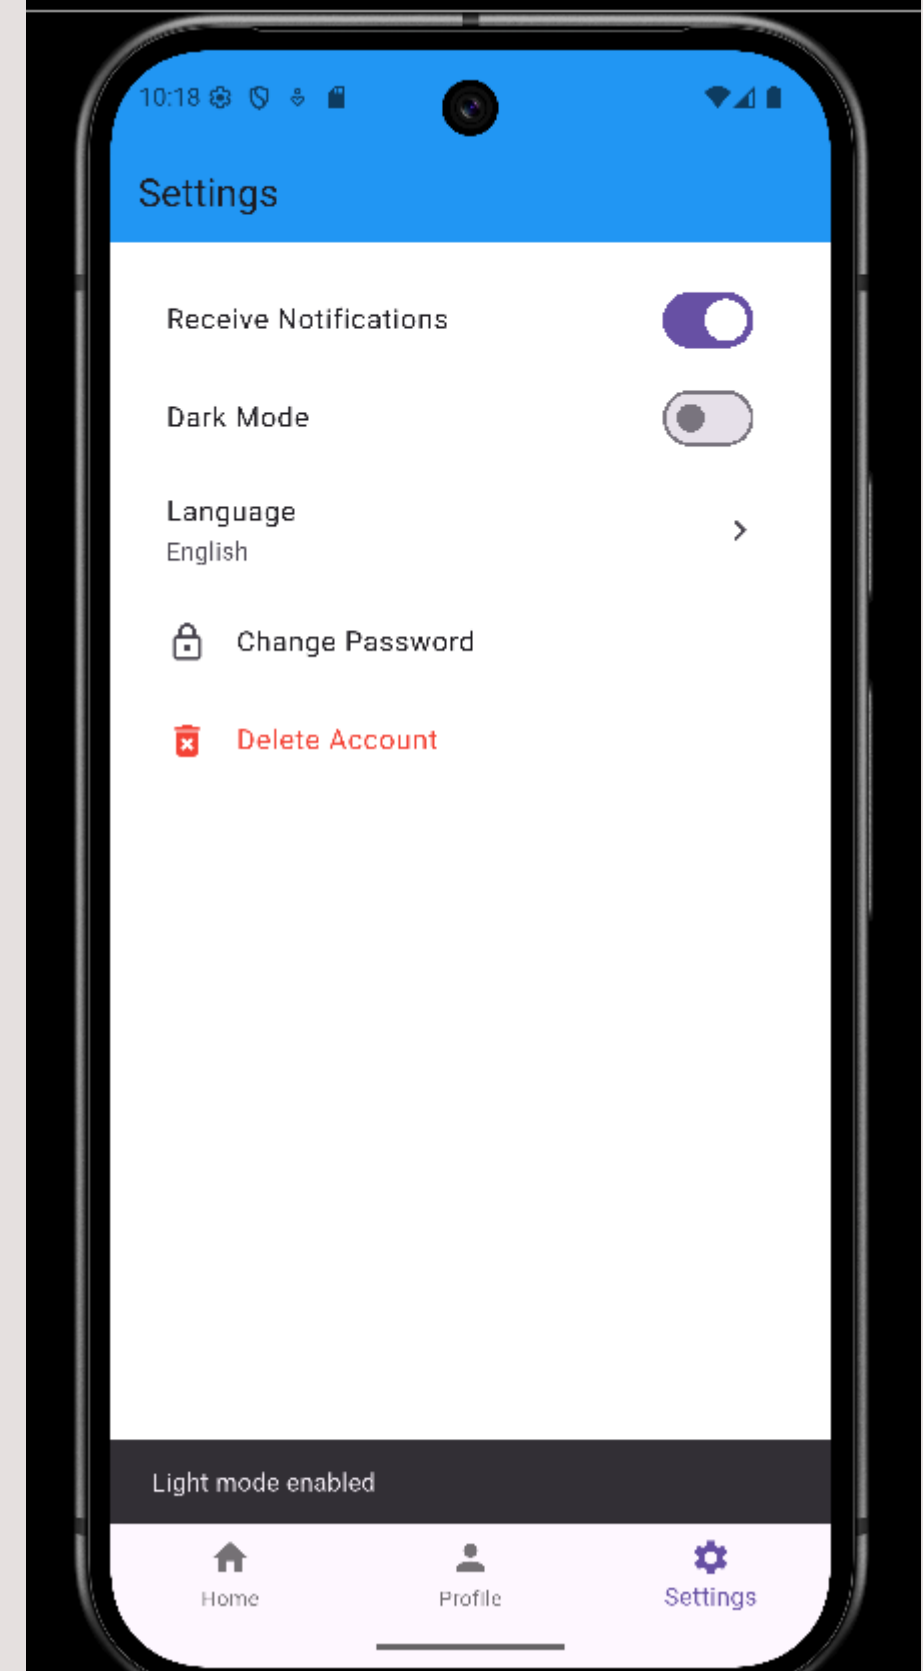 10:18
Settings
Receive Notifications
Dark Mode
Language
English
Change Password
Delete Account
Light mode enabled
Home
Profile
Settings